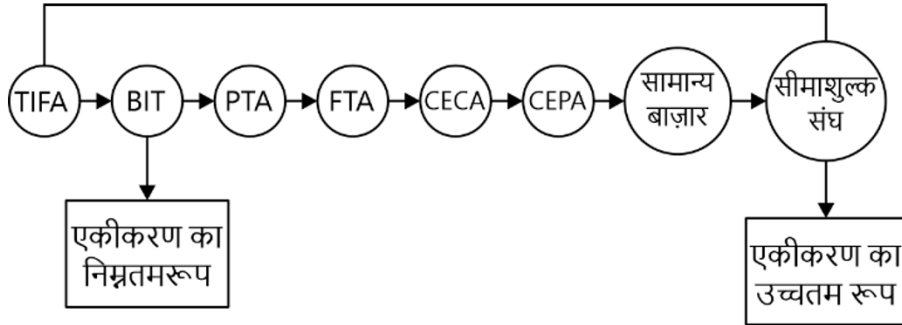 TIFA
BIT
PTA
FTA
CECA
CEPA
सामान्य
बाज़ार
सीमाशुल्क
संघ
एकीकरण का
निम्नतमरूप
एकीकरण का
उच्चतम रूप